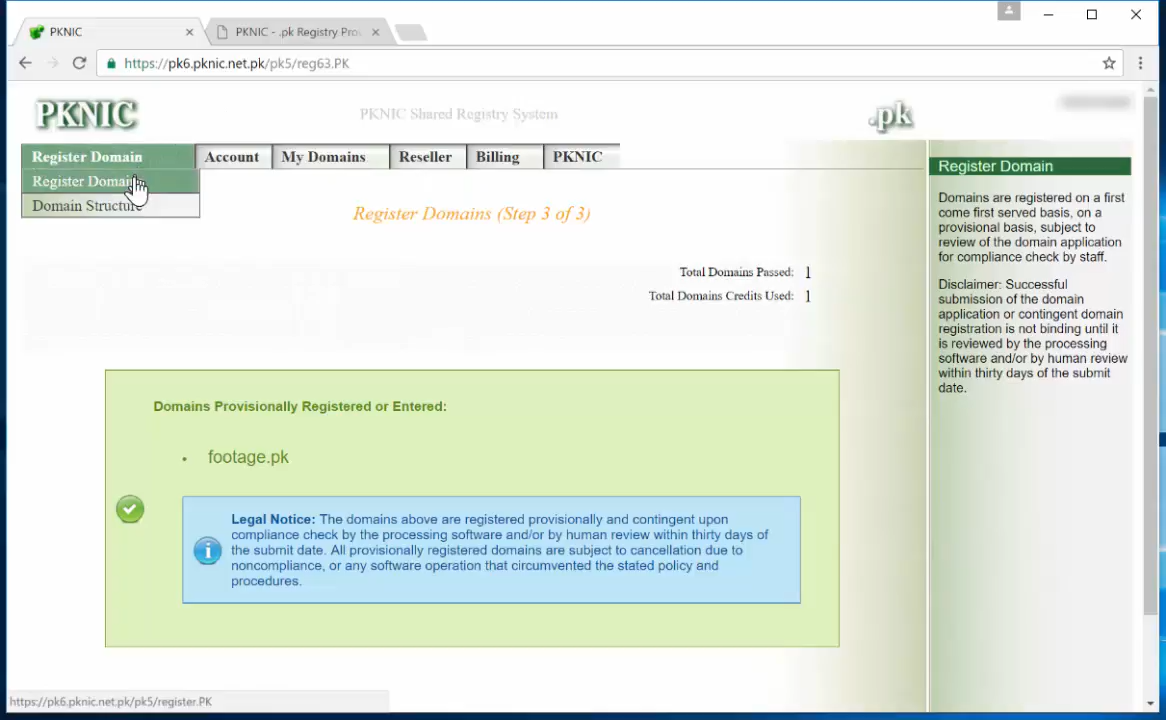 PKNIC
PKNIC - .pk Registry Pro
https://pk6.pknic.net.pk/pk5/reg63.PK
PKNIC
PKNIC Shared Registry System
.pk
Register Domain
Account
My Domains
Reseller
Billing
PKNIC
Register Domain
Domain Structure
Register Domains (Step 3 of 3)
Total Domains Passed: 1
Total Domains Credits Used: 1
Domains Provisionally Registered or Entered:
• footage.pk
Legal Notice: The domains above are registered provisionally and contingent upon
compliance check by the processing software and/or by human review within thirty days of
the submit date. All provisionally registered domains are subject to cancellation due to
noncompliance, or any software operation that circumvented the stated policy and
procedures.
Register Domain
Domains are registered on a first
come first served basis, on a
provisional basis, subject to
review of the domain application
for compliance check by staff.
Disclaimer: Successful
submission of the domain
application or contingent domain
registration is not binding until it
is reviewed by the processing
software and/or by human review
within thirty days of the submit
date.
https://pk6.pknic.net.pk/pk5/register.PK